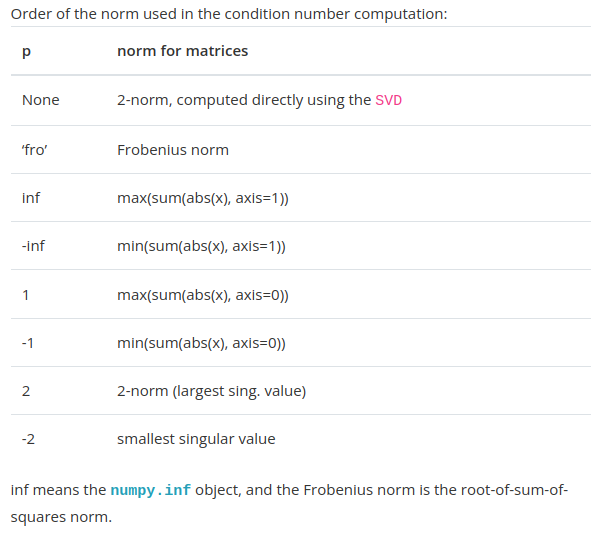 Order of the norm used in the condition number computation:
p norm for matrices
None 2-norm, computed directly using the SVD
‘fro’ Frobenius norm
inf max(sum(abs(x), axis=1))
-inf min(sum(abs(x), axis=1))
1 max(sum(abs(x), axis=0))
-1 min(sum(abs(x), axis=0))
2 2-norm (largest sing. value)
-2 smallest singular value
inf means the numpy.inf object, and the Frobenius norm is the root-of-sum-of-
squares norm.